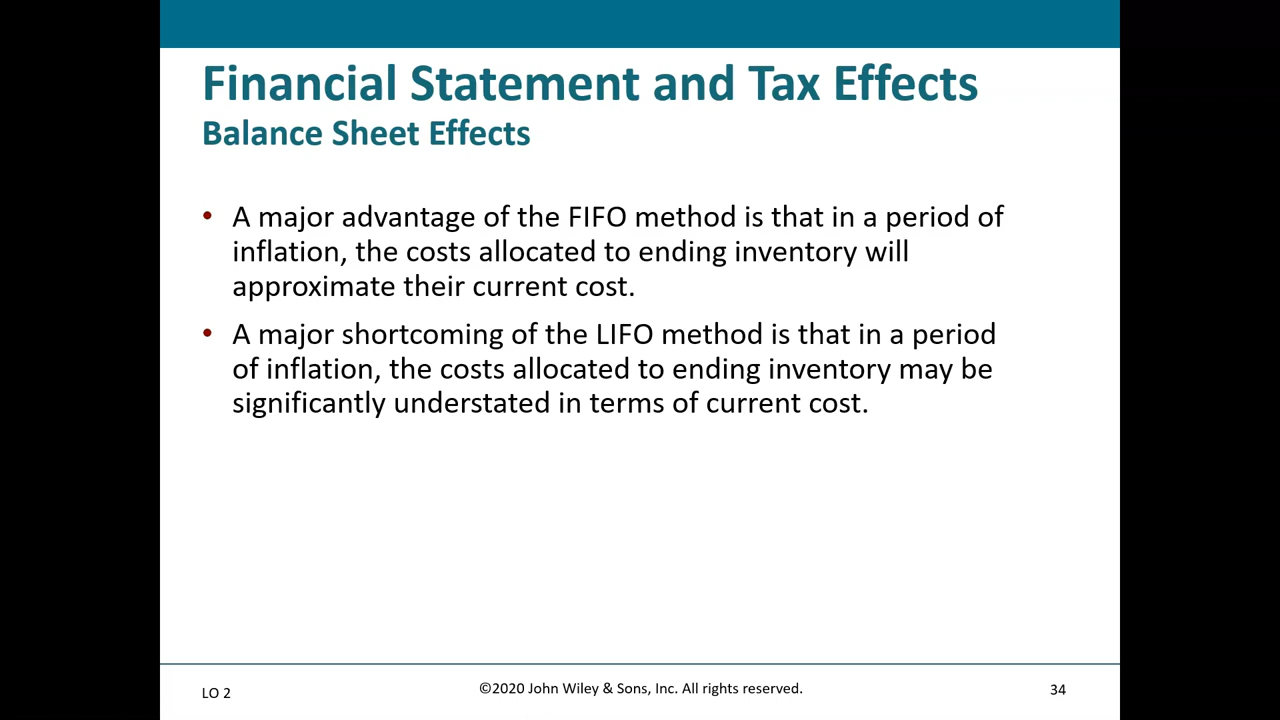 Financial Statement and Tax Effects
Balance Sheet Effects
• A major advantage of the FIFO method is that in a period of
inflation, the costs allocated to ending inventory will
approximate their current cost.
• A major shortcoming of the LIFO method is that in a period
of inflation, the costs allocated to ending inventory may be
significantly understated in terms of current cost.
LO 2
©2020 John Wiley & Sons, Inc. All rights reserved.
34